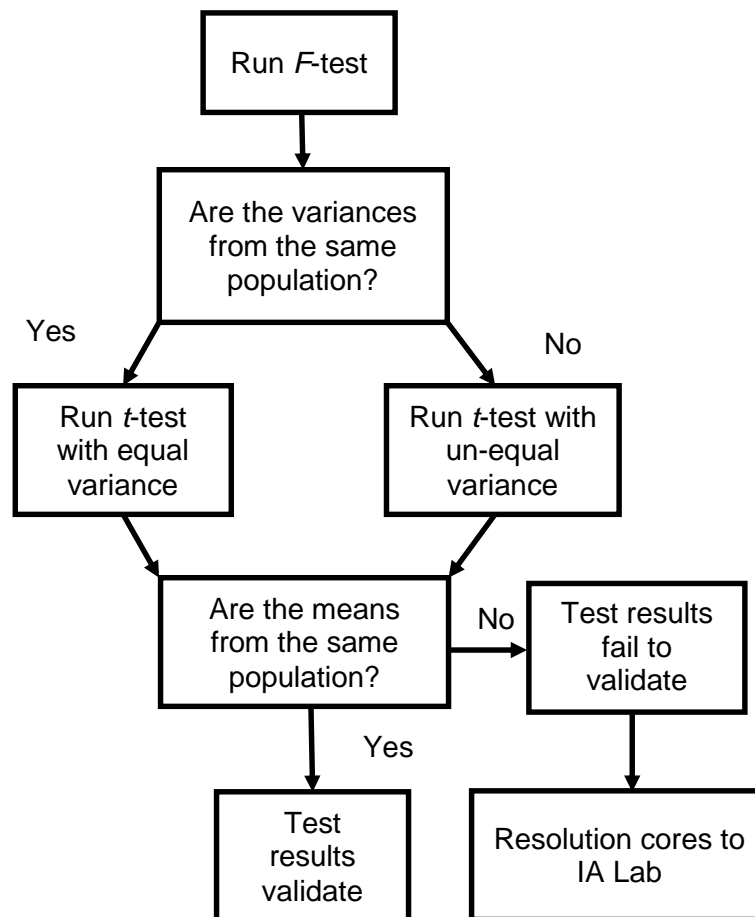 Run F-test
Are the variances
from the same
population?
Yes
No
Run t-test
with equal
variance
Run t-test with
un-equal
variance
Are the means
from the same
population?
No
Test results
fail to
validate
Yes
Test
results
validate
Resolution cores to
IA Lab